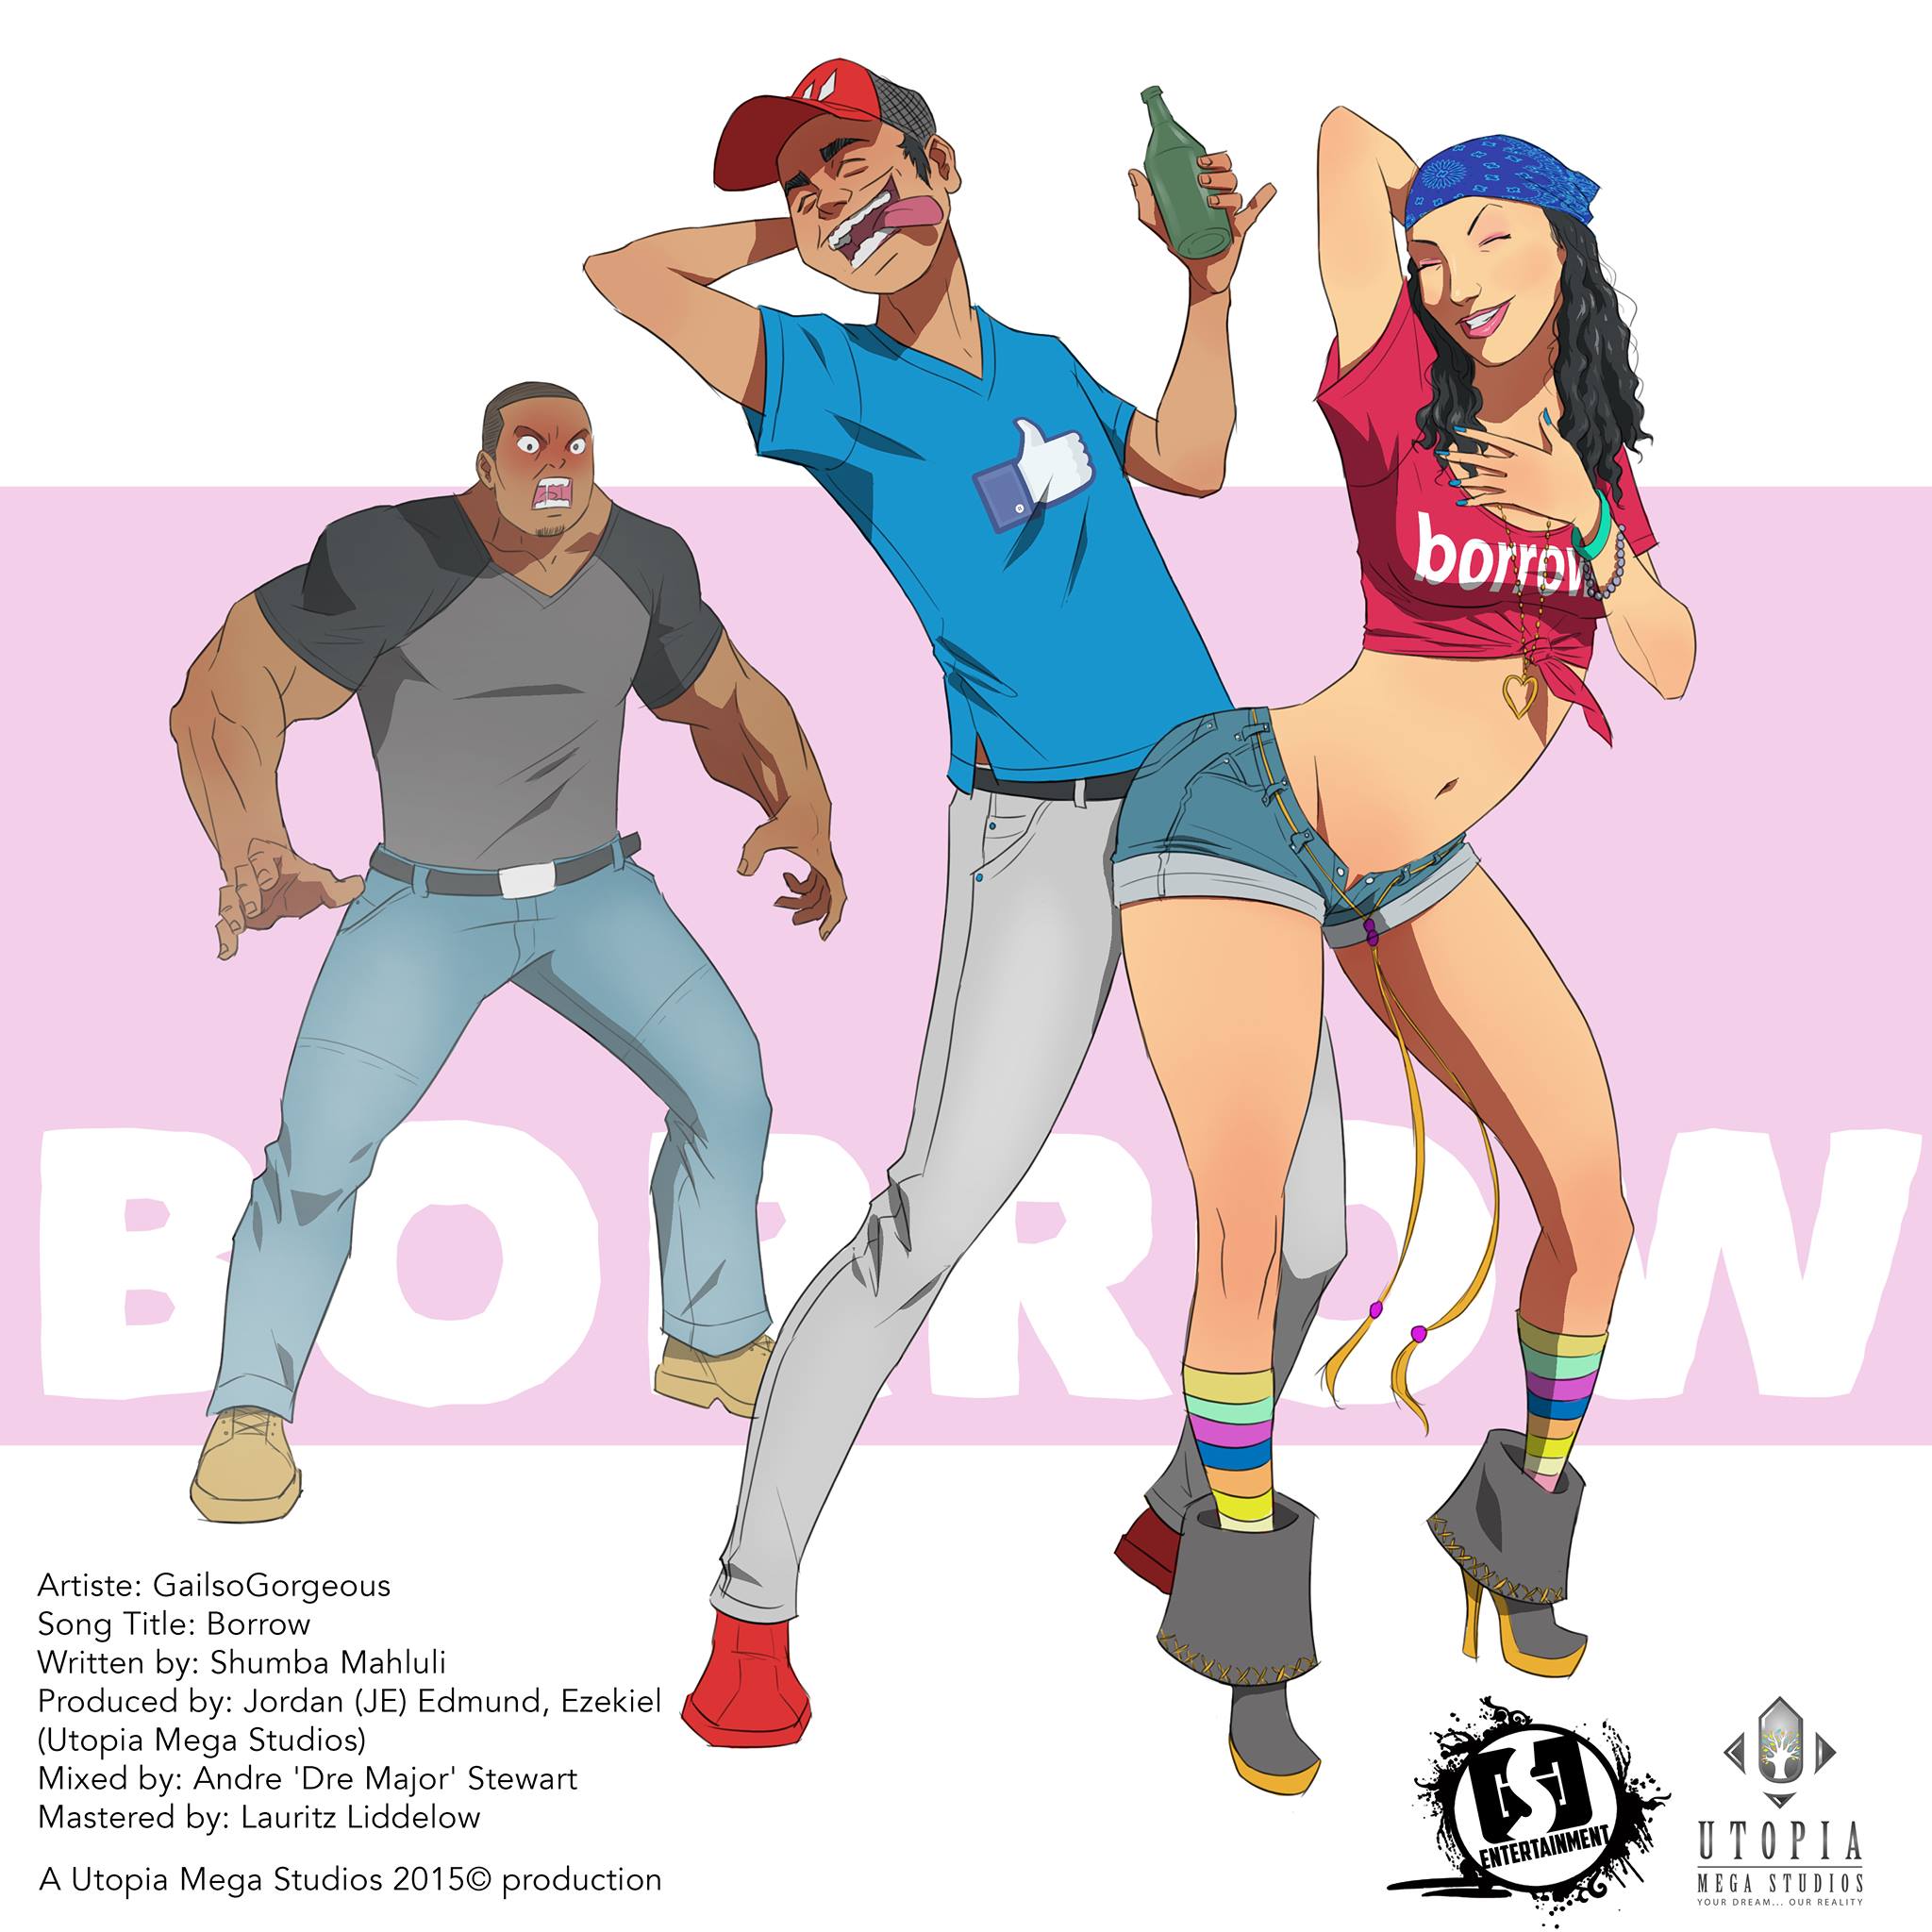 borrow
BORROW
Artiste: GailsoGorgeous
Song Title: Borrow
Written by: Shumba Mahluli
Produced by: Jordan (JE) Edmund, Ezekiel
(Utopia Mega Studios)
Mixed by: Andre 'Dre Major' Stewart
Mastered by: Lauritz Liddelow
A Utopia Mega Studios 2015© production
ENTERTAINMENT
UTOPIA
MEGA STUDIOS
YOUR DREAM... OUR REALITY